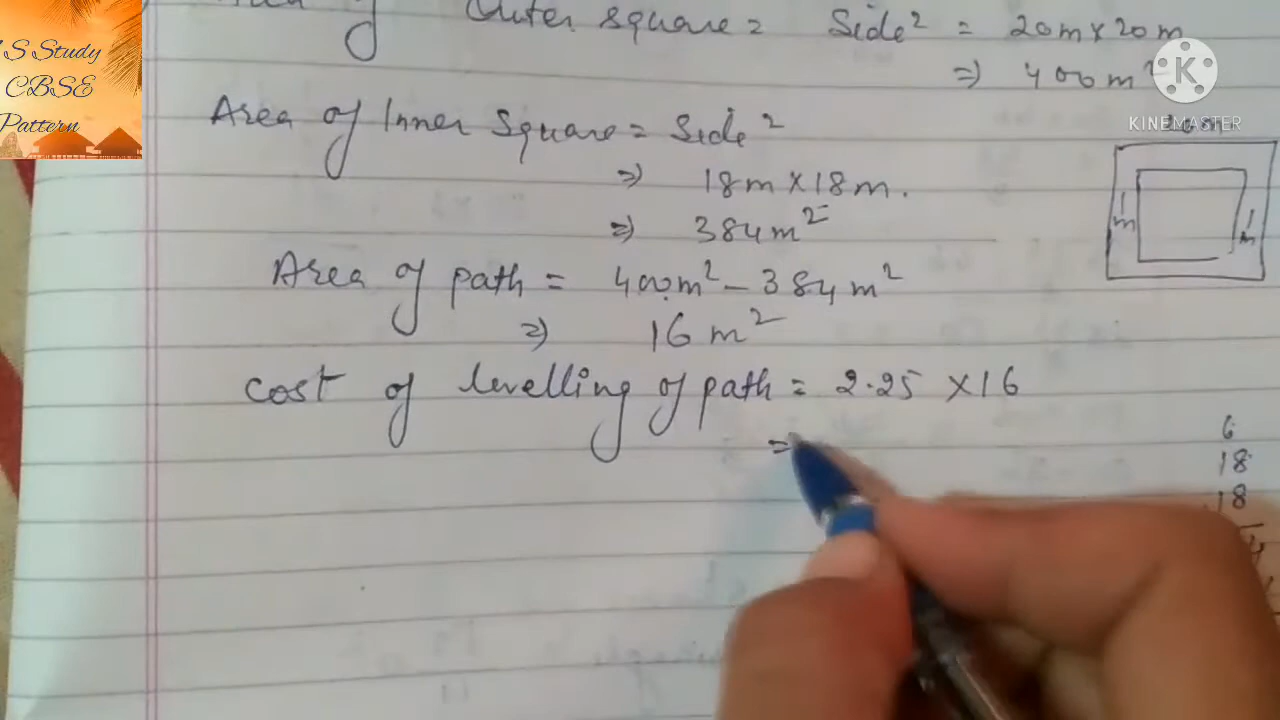 Outer square = Side² = 20m×20m
⇒ 400m²
S Study
CBSE
Pattern
K
KINEMASTER
Area of Inner Square = Side²
⇒ 18m×18m.
⇒ 384m²
1m
1m
Area of path = 400m² – 384m²
⇒ 16m²
Cost of levelling of path = 2.25 ×16
=
6
18
18